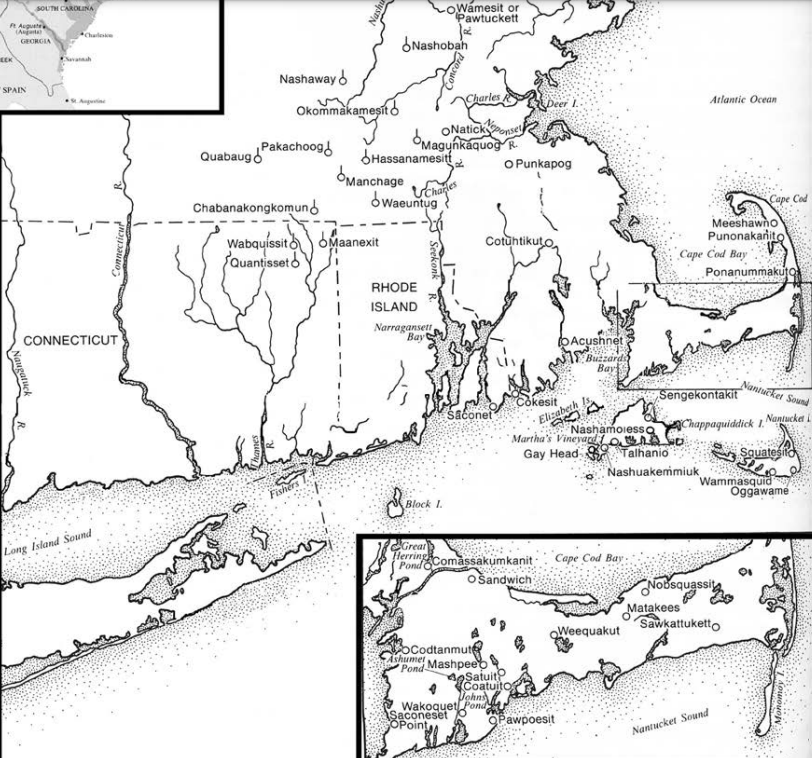 SOUTH CAROLINA
Ft. Augusta
(Augusta)
Charleston
GEORGIA
Savannah
EEK
SPAIN
St. Augustine
Wamesit or
Pawtuckett
R.
Nashobah
Concord
Nashaway
Okommakamesit
Charles R.
Deer I.
Atlantic Ocean
Natick
Neponset
R.
Magunkaquog
Pakachoog
Quabaug
Hassanamesitt
R.
Punkapog
Manchage
Charles
Waeuntug
Chabanakongkomun
R.
Connecticut
Cape Cod
Meeshawn
Punonakanit
Cape Cod Bay
Ponanummakut
Wabquissit
Maanexit
Quantisset
Cotuhtikut
Seekonk
R.
RHODE
ISLAND
CONNECTICUT
Narragansett
Bay
Naugatuck
R.
Acushnet
Buzzards
Bay
Sengekontakit
Nantucket Sound
Saconet
Cokesit
Elizabeth Is.
Nashamoiess
Chappaquiddick I.
Nantucket I.
Martha's Vineyard I.
Gay Head
Talhanio
Squatesit
Nashuakemmiuk
Wammasquid
Oggawame
Thames
R.
Fishers I.
Block I.
Long Island Sound
Great
Herring
Pond
Comassakumkanit
Cape Cod Bay
Sandwich
Nobsquassit
Matakees
Sawkattukett
Weequakut
Codtanmut
Ashumet
Pond
Mashpee
Satuit
Coatuit
Johns
Pond
Wakoquet
Saconeset
Point
Pawpoesit
Nantucket Sound
Monomoy I.